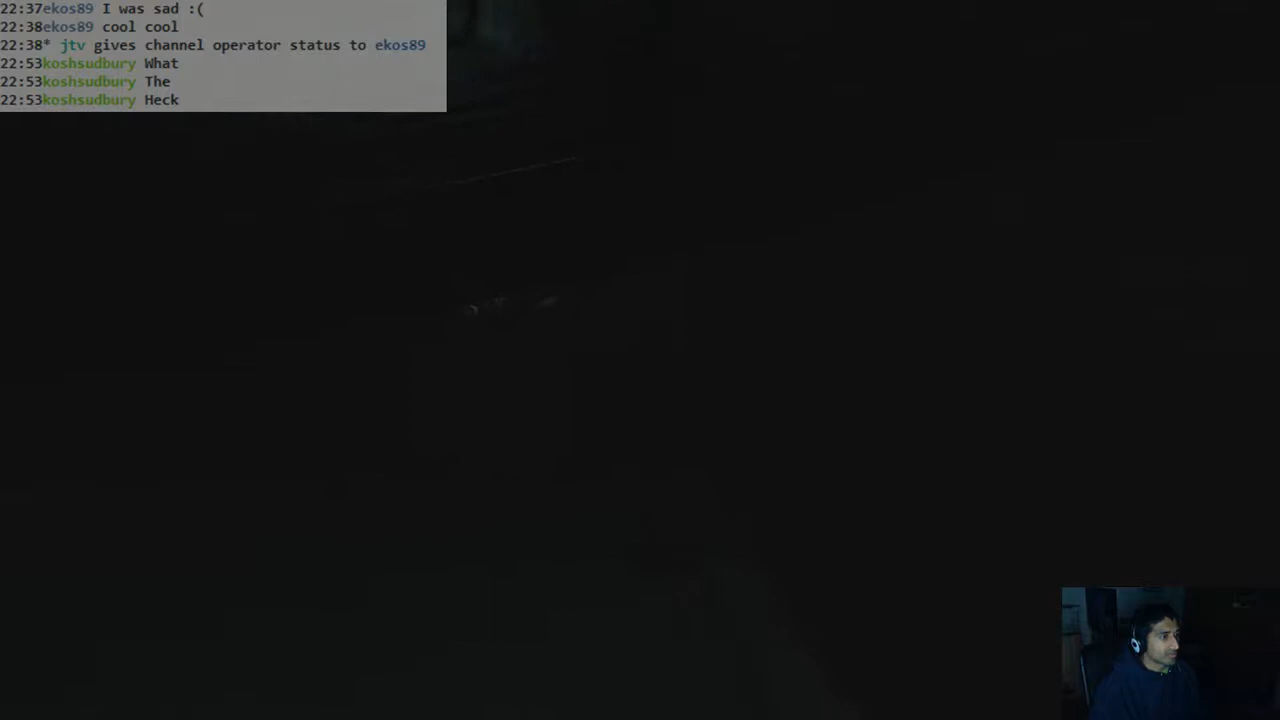 22:37ekos89 I was sad :(
22:38ekos89 cool cool
22:38* jtv gives channel operator status to ekos89
22:53koshsudbury What
22:53koshsudbury The
22:53koshsudbury Heck